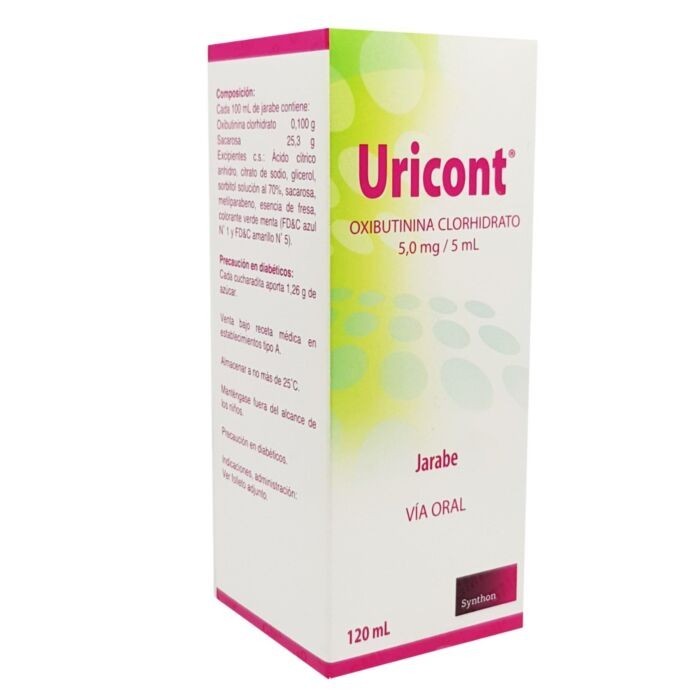 Composición:
Cada 100 mL de jarabe contiene:
Oxibutinina clorhidrato 0,100 g
Sacarosa 25,3 g
Excipientes c.s.: Ácido cítrico
anhidro, citrato de sodio, glicerol,
sorbitol solución al 70%, sacarosa,
metilparabeno, esencia de fresa,
colorante verde menta (FD&C azul
N° 1 y FD&C amarillo N° 5).
Precaución en diabéticos:
Cada cucharadita aporta 1,26 g de
azúcar.
Venta bajo receta médica en
establecimientos tipo A.
Almacenar a no más de 25°C.
Manténgase fuera del alcance de
los niños.
Precaución en diabéticos.
Indicaciones, administración:
Ver folleto adjunto.
Uricont®
OXIBUTININA CLORHIDRATO
5,0 mg / 5 mL
Jarabe
VÍA ORAL
Synthon
120 mL